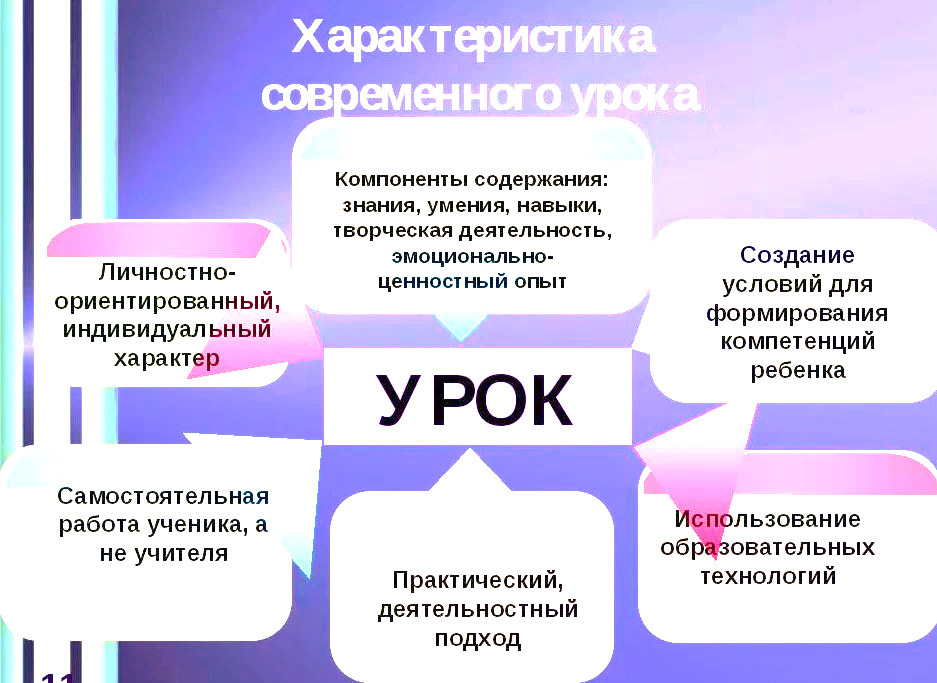 Характеристика
современного урока
Компоненты содержания:
знания, умения, навыки,
творческая деятельность,
эмоционально-
ценностный опыт
Личностно-
ориентированный,
индивидуальный
характер
Создание
условий для
формирования
компетенций
ребенка
УРОК
Самостоятельная
работа ученика, а
не учителя
Практический,
деятельностный
подход
Использование
образовательных
технологий
11